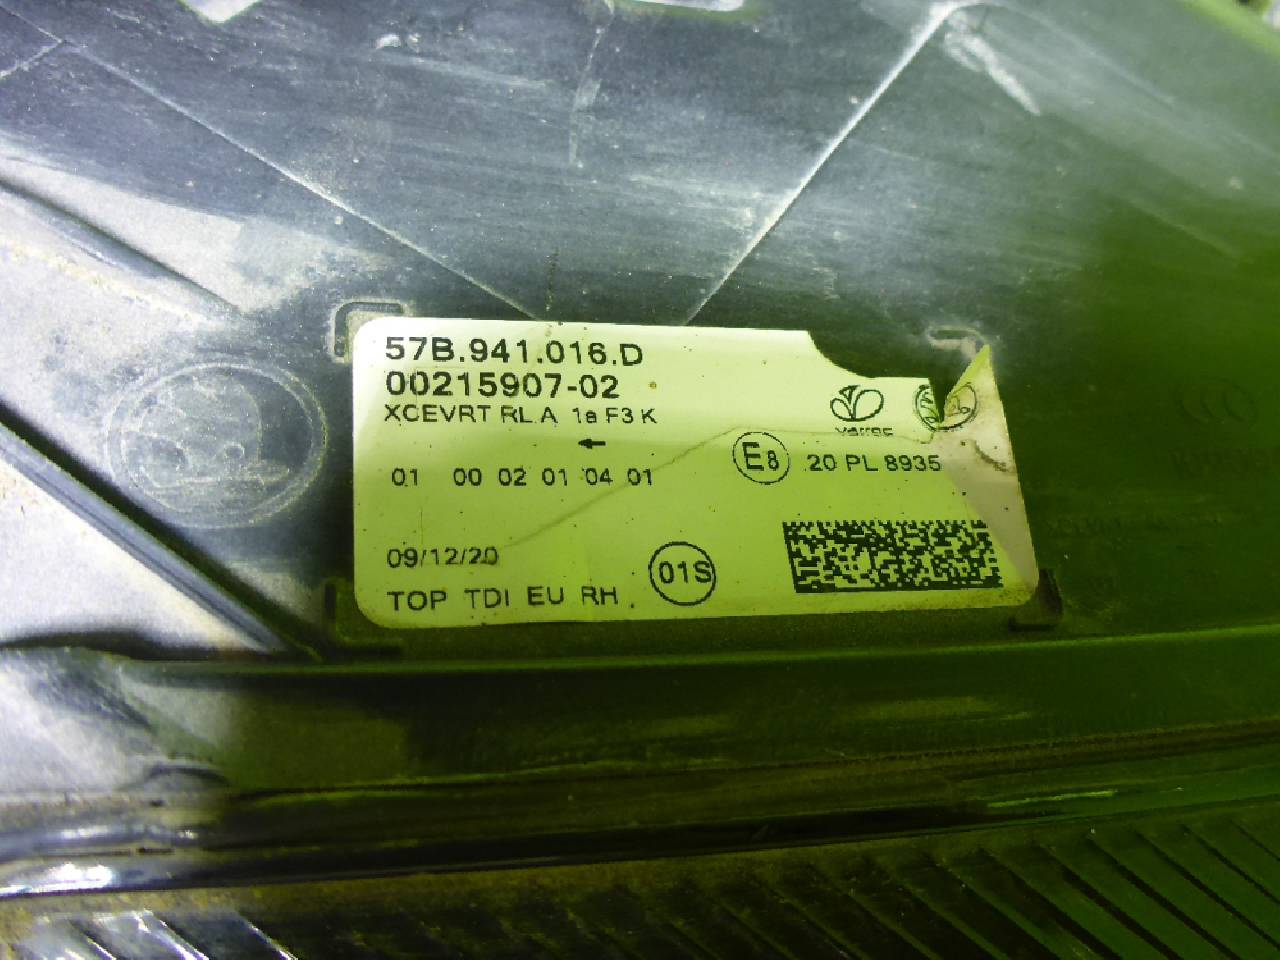 57B.941.016.D
00215907-02
XCEVRT RL A 1a F3 K
←
E8 20 PL 8935
01 00 02 01 04 01
09/12/20
01S
TOP TDI EU RH